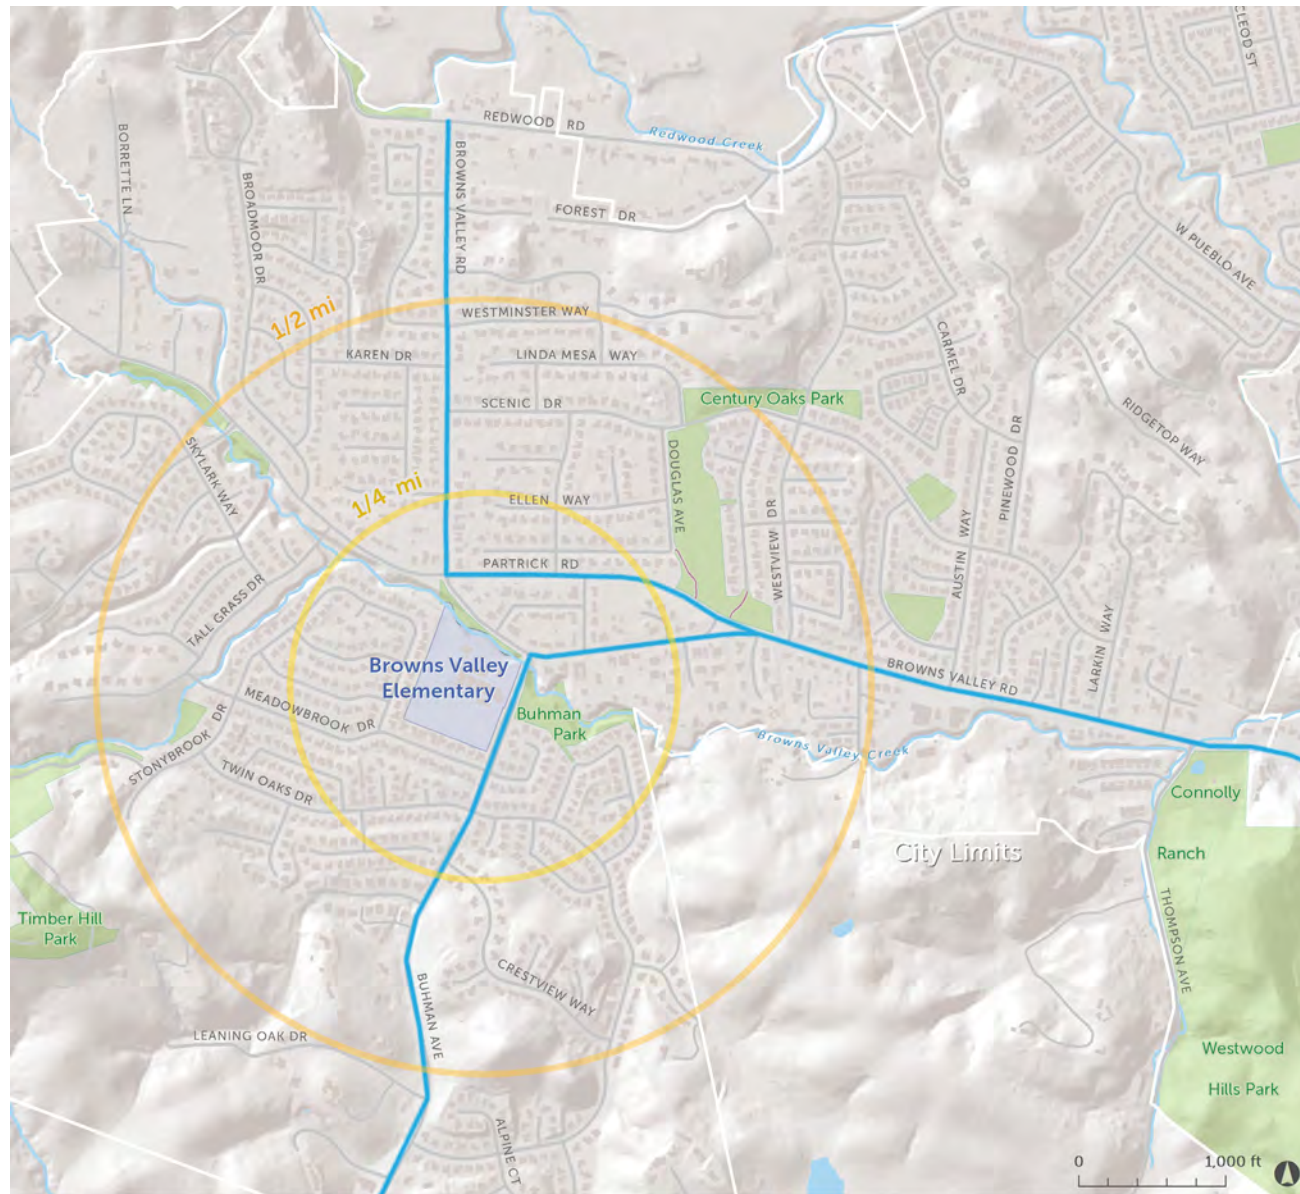 CLEOD ST
REDWOOD RD
Redwood Creek
BORRETTE LN
BROADMOOR DR
BROWNS VALLEY RD
FOREST DR
W PUEBLO AVE
1/2 mi
WESTMINSTER WAY
KAREN DR
LINDA MESA WAY
CARMEL DR
SCENIC DR
Century Oaks Park
RIDGETOP WAY
SKYLARK WAY
DOUGLAS AVE
PINEWOOD DR
1/4 mi
ELLEN WAY
WESTVIEW DR
AUSTIN WAY
PARTRICK RD
TALL GRASS DR
LARKIN WAY
Browns Valley
Elementary
BROWNS VALLEY RD
MEADOWBROOK DR
Buhman
Park
STONYBROOK DR
Browns Valley Creek
TWIN OAKS DR
Connolly
Ranch
City Limits
THOMPSON AVE
Timber Hill
Park
CRESTVIEW WAY
BUHMAN AVE
LEANING OAK DR
Westwood
Hills Park
ALPINE CT
0 1,000 ft